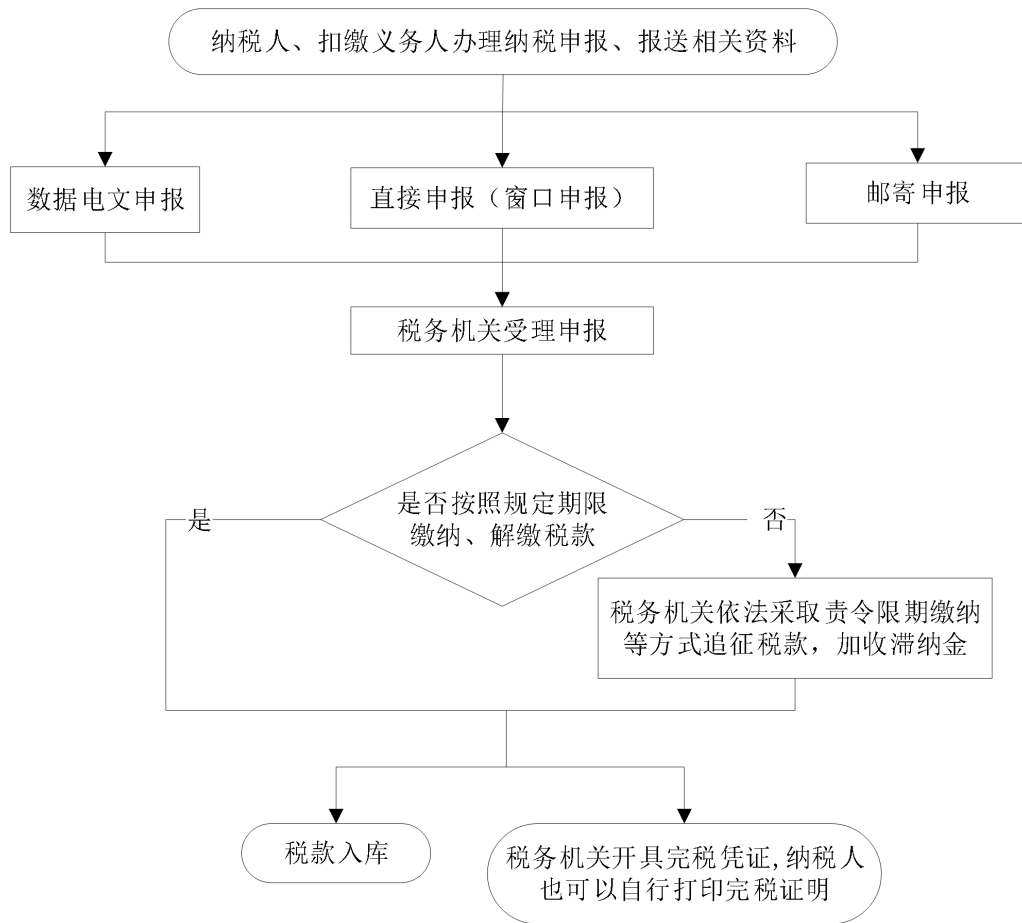 纳税人、扣缴义务人办理纳税申报、报送相关资料
数据电文申报
直接申报（窗口申报）
邮寄申报
税务机关受理申报
是否按照规定期限
缴纳、解缴税款
是
否
税务机关依法采取责令限期缴纳
等方式追征税款，加收滞纳金
税款入库
税务机关开具完税凭证,纳税人
也可以自行打印完税证明